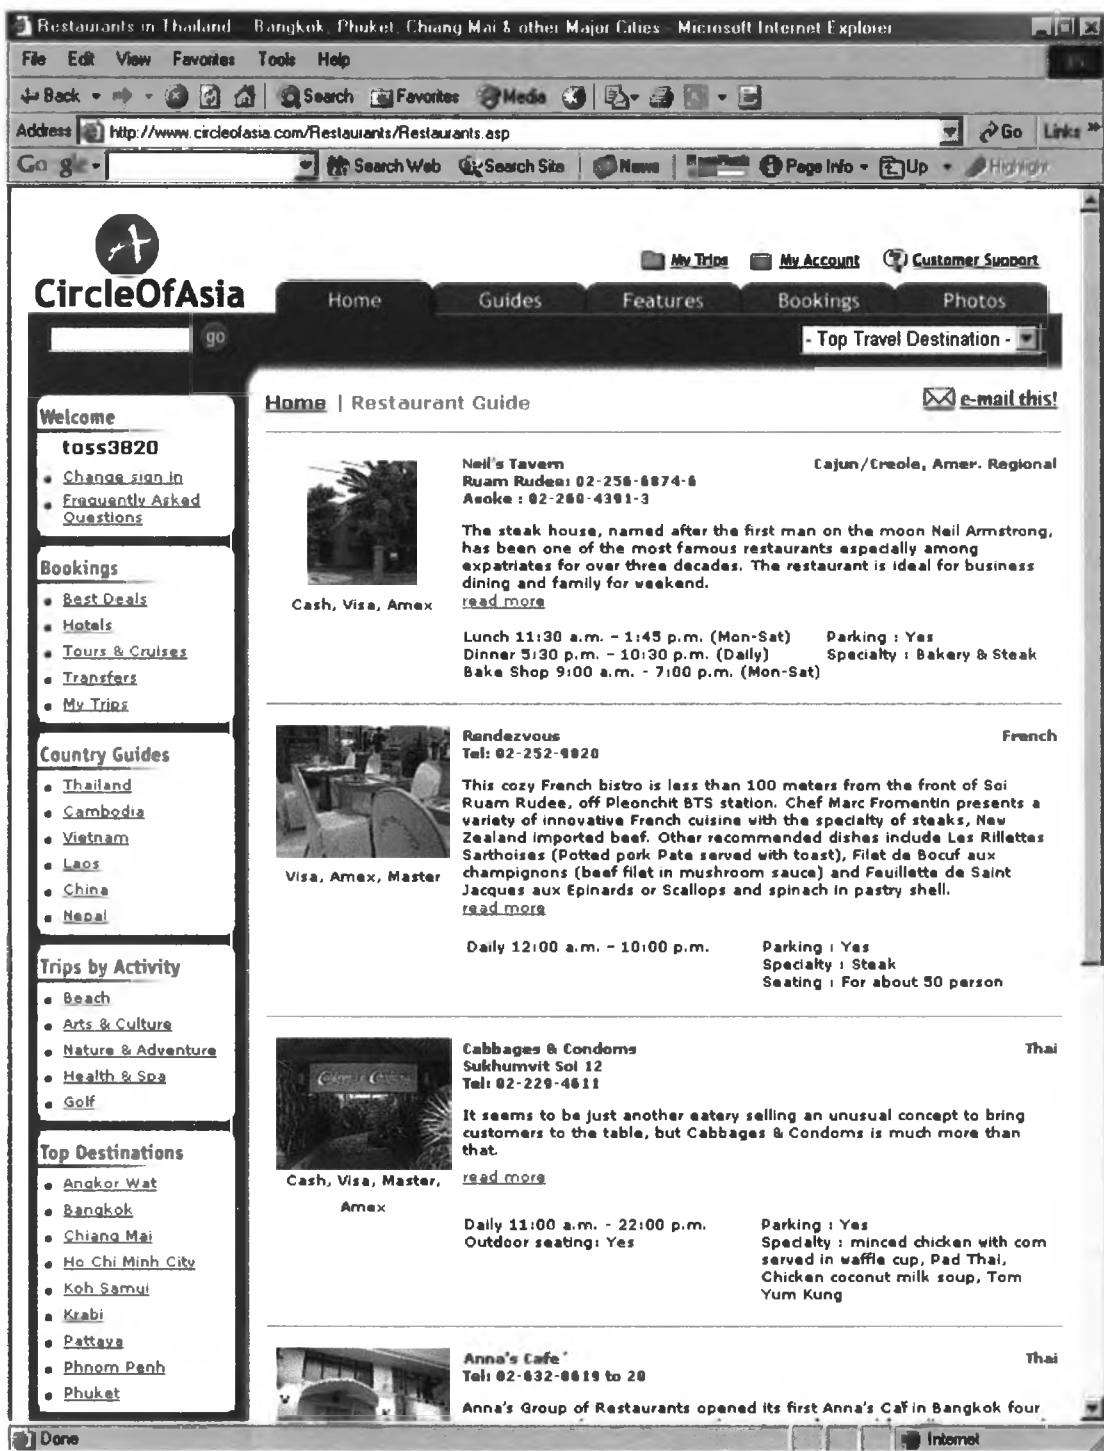 Restaurants in Thailand Bangkok, Phuket, Chiang Mai & other Major Cities - Microsoft Internet Explorer
File Edit View Favorites Tools Help
Back Search Favorites Media
Address http://www.circleofasia.com/Restaurants/Restaurants.asp Go Links »
Google Search Web Search Site News Page Info Up Highlight
My Trips My Account Customer Support
CircleOfAsia
Home Guides Features Bookings Photos
go - Top Travel Destination -
Home | Restaurant Guide e-mail this!
Welcome
toss3820
Change sign in
Frequently Asked
Questions
Bookings
Best Deals
Hotels
Tours & Cruises
Transfers
My Trips
Country Guides
Thailand
Cambodia
Vietnam
Laos
China
Nepal
Trips by Activity
Beach
Arts & Culture
Nature & Adventure
Health & Spa
Golf
Top Destinations
Angkor Wat
Bangkok
Chiang Mai
Ho Chi Minh City
Koh Samui
Krabi
Pattaya
Phnom Penh
Phuket
Neil's Tavern Cajun/Creole, Amer. Regional
Ruam Rudee: 02-256-6874-6
Asoke : 02-260-4391-3
The steak house, named after the first man on the moon Neil Armstrong,
has been one of the most famous restaurants especially among
expatriates for over three decades. The restaurant is ideal for business
dining and family for weekend.
read more
Cash, Visa, Amex
Lunch 11:30 a.m. - 1:45 p.m. (Mon-Sat) Parking : Yes
Dinner 5:30 p.m. - 10:30 p.m. (Daily) Specialty : Bakery & Steak
Bake Shop 9:00 a.m. - 7:00 p.m. (Mon-Sat)
Rendezvous French
Tel: 02-252-9820
This cozy French bistro is less than 100 meters from the front of Soi
Ruam Rudee, off Pleonchit BTS station. Chef Marc Fromentin presents a
variety of innovative French cuisine with the specialty of steaks, New
Zealand imported beef. Other recommended dishes include Les Rillettes
Sarthoises (Potted pork Pate served with toast), Filet de Bocuf aux
champignons (beef filet in mushroom sauce) and Feuillette de Saint
Jacques aux Epinards or Scallops and spinach in pastry shell.
read more
Visa, Amex, Master
Daily 12:00 a.m. - 10:00 p.m. Parking : Yes
Specialty : Steak
Seating : For about 50 person
Cabbages & Condoms Thai
Sukhumvit Soi 12
Tel: 02-229-4611
It seems to be just another eatery selling an unusual concept to bring
customers to the table, but Cabbages & Condoms is much more than
that.
read more
Cash, Visa, Master,
Amex
Daily 11:00 a.m. - 22:00 p.m. Parking : Yes
Outdoor seating: Yes Specialty : minced chicken with corn
served in waffle cup, Pad Thai,
Chicken coconut milk soup, Tom
Yum Kung
Anna's Cafe' Thai
Tel: 02-632-0619 to 20
Anna's Group of Restaurants opened its first Anna's Caf in Bangkok four
Done Internet